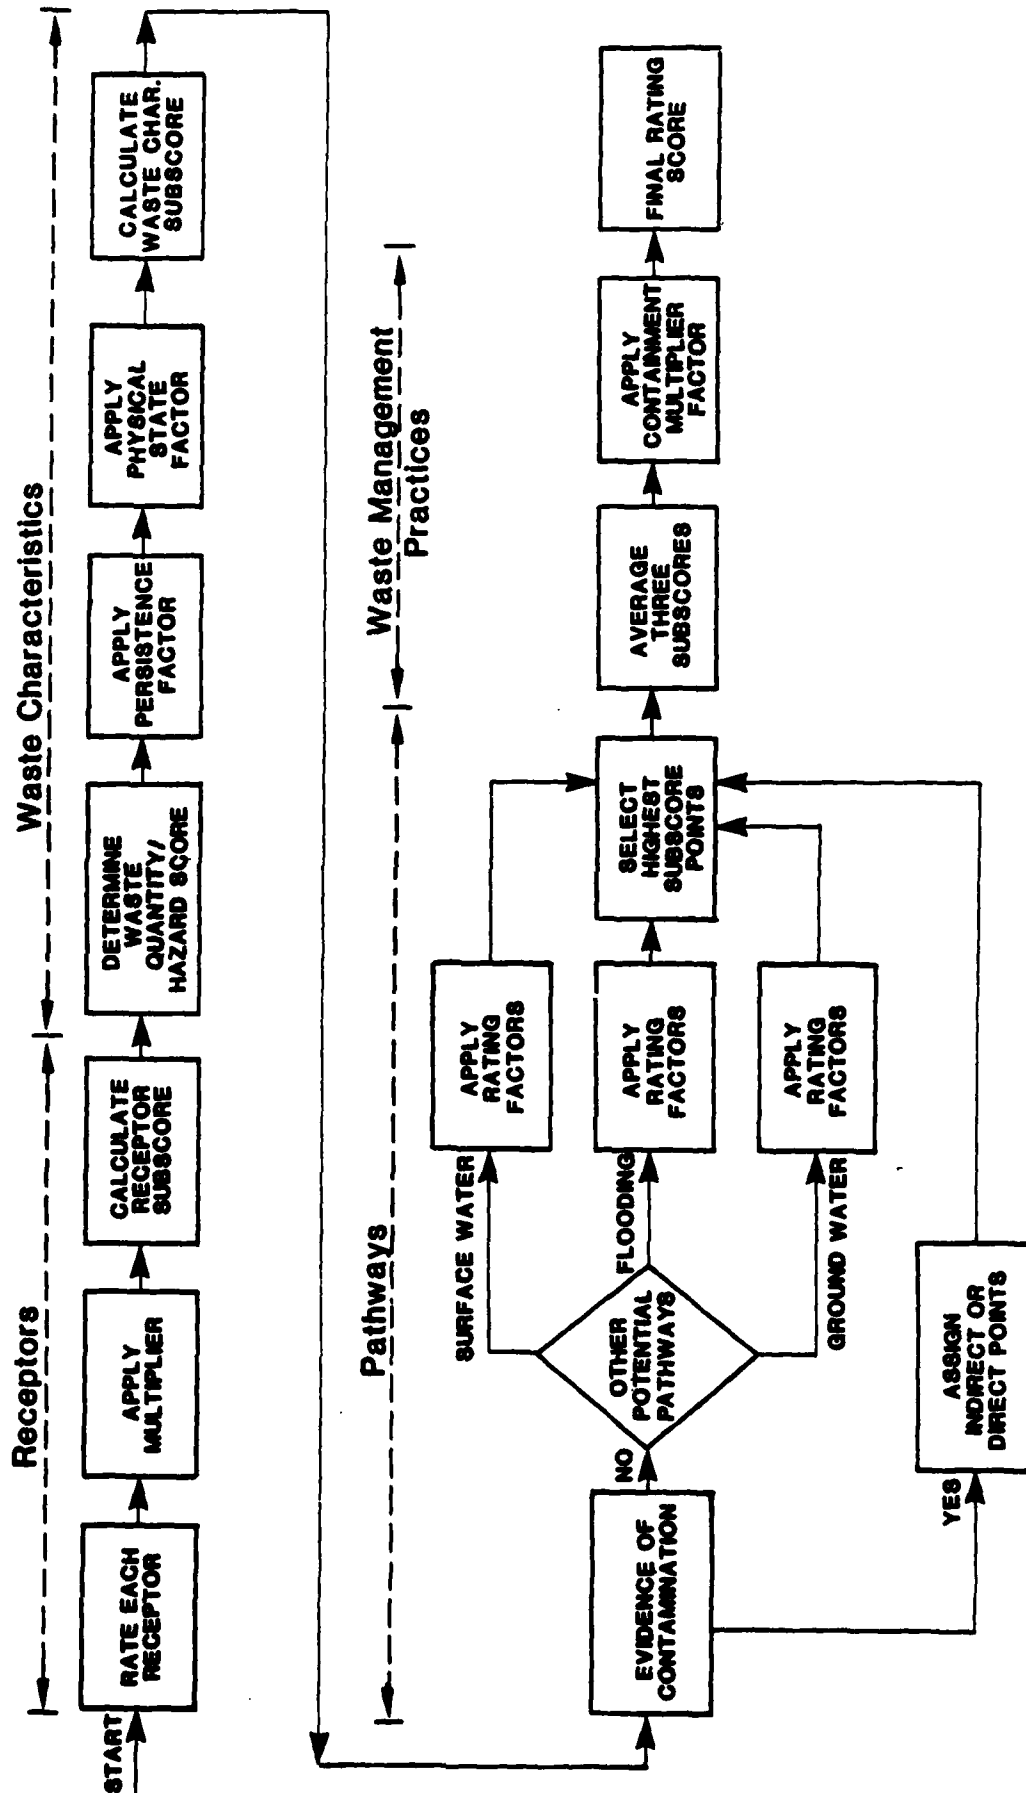 Receptors
Waste Characteristics
START
RATE EACH
RECEPTOR
APPLY
MULTIPLIER
CALCULATE
RECEPTOR
SUBSCORE
DETERMINE
WASTE
QUANTITY/
HAZARD SCORE
APPLY
PERSISTENCE
FACTOR
APPLY
PHYSICAL
STATE
FACTOR
CALCULATE
WASTE CHAR.
SUBSCORE
Pathways
Waste Management
Practices
EVIDENCE OF
CONTAMINATION
NO
YES
OTHER
POTENTIAL
PATHWAYS
SURFACE WATER
FLOODING
GROUND WATER
APPLY
RATING
FACTORS
APPLY
RATING
FACTORS
APPLY
RATING
FACTORS
ASSIGN
INDIRECT OR
DIRECT POINTS
SELECT
HIGHEST
SUBSCORE
POINTS
AVERAGE
THREE
SUBSCORES
APPLY
CONTAINMENT
MULTIPLIER
FACTOR
FINAL RATING
SCORE